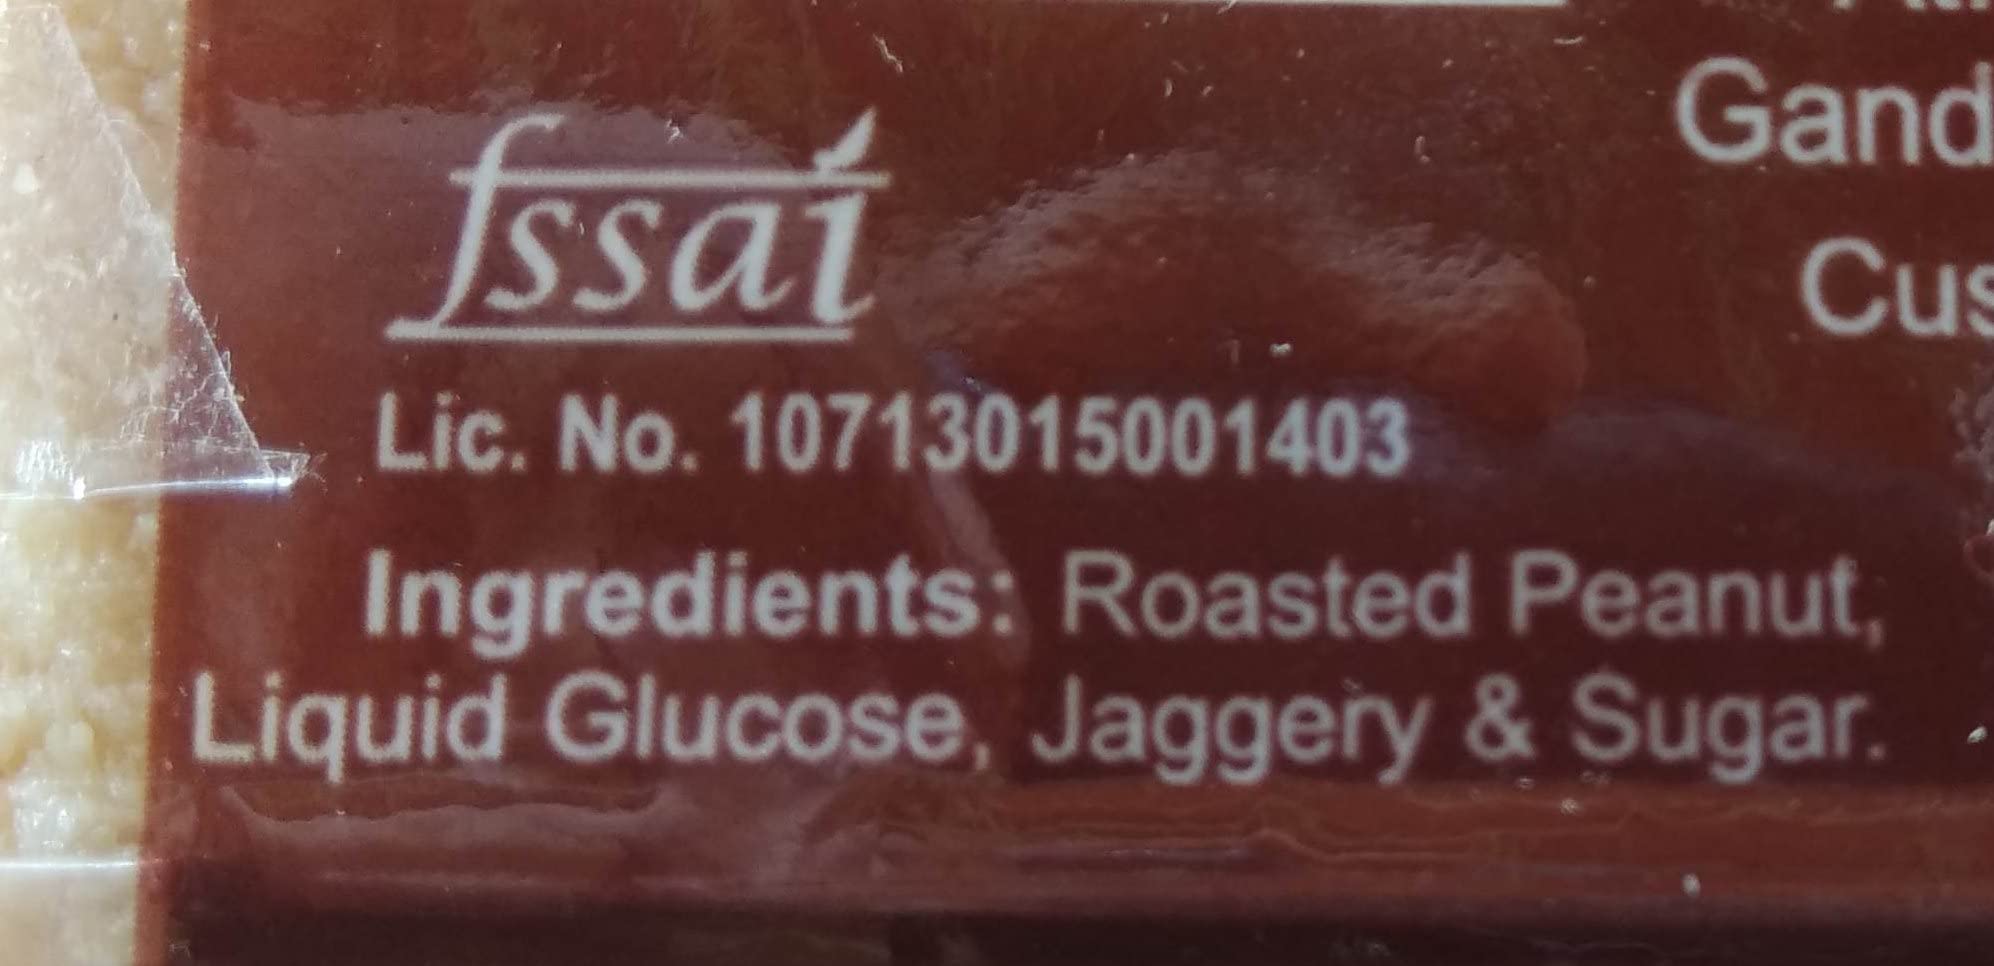 Gand
Cus
fssai
Lic. No. 10713015001403
Ingredients: Roasted Peanut,
Liquid Glucose, Jaggery & Sugar.